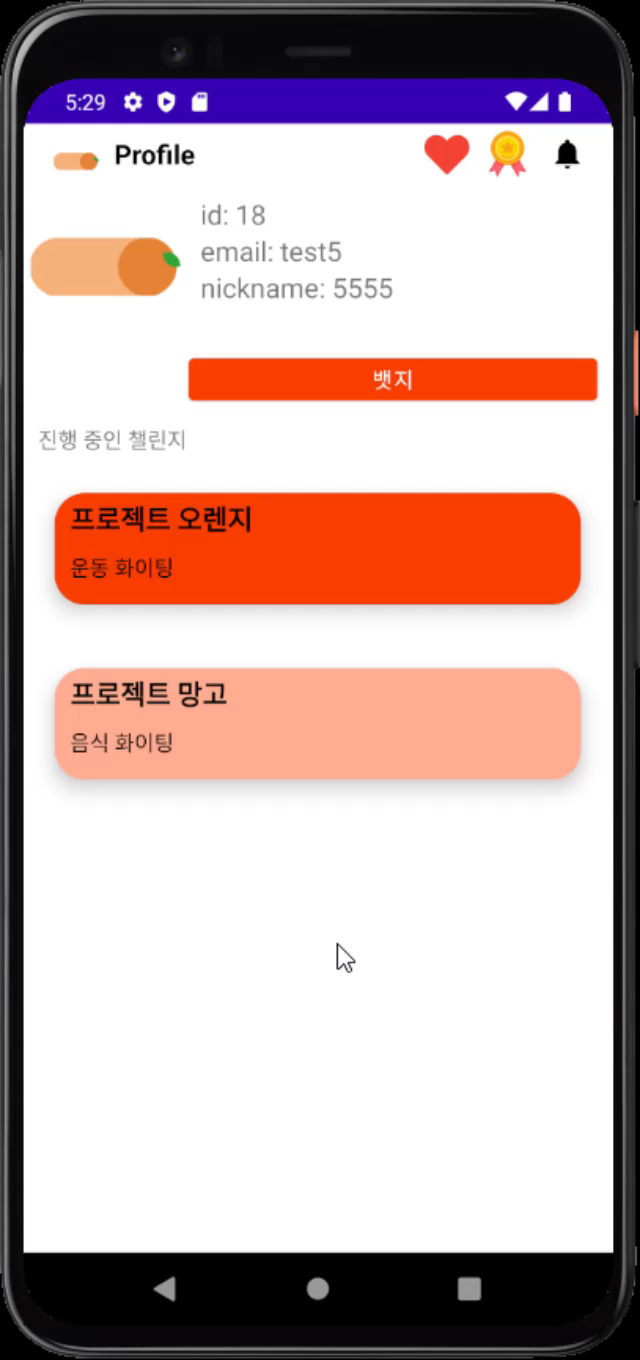 5:29
Profile
id: 18
email: test5
nickname: 5555
뱃지
진행 중인 챌린지
프로젝트 오렌지
운동 화이팅
프로젝트 망고
음식 화이팅